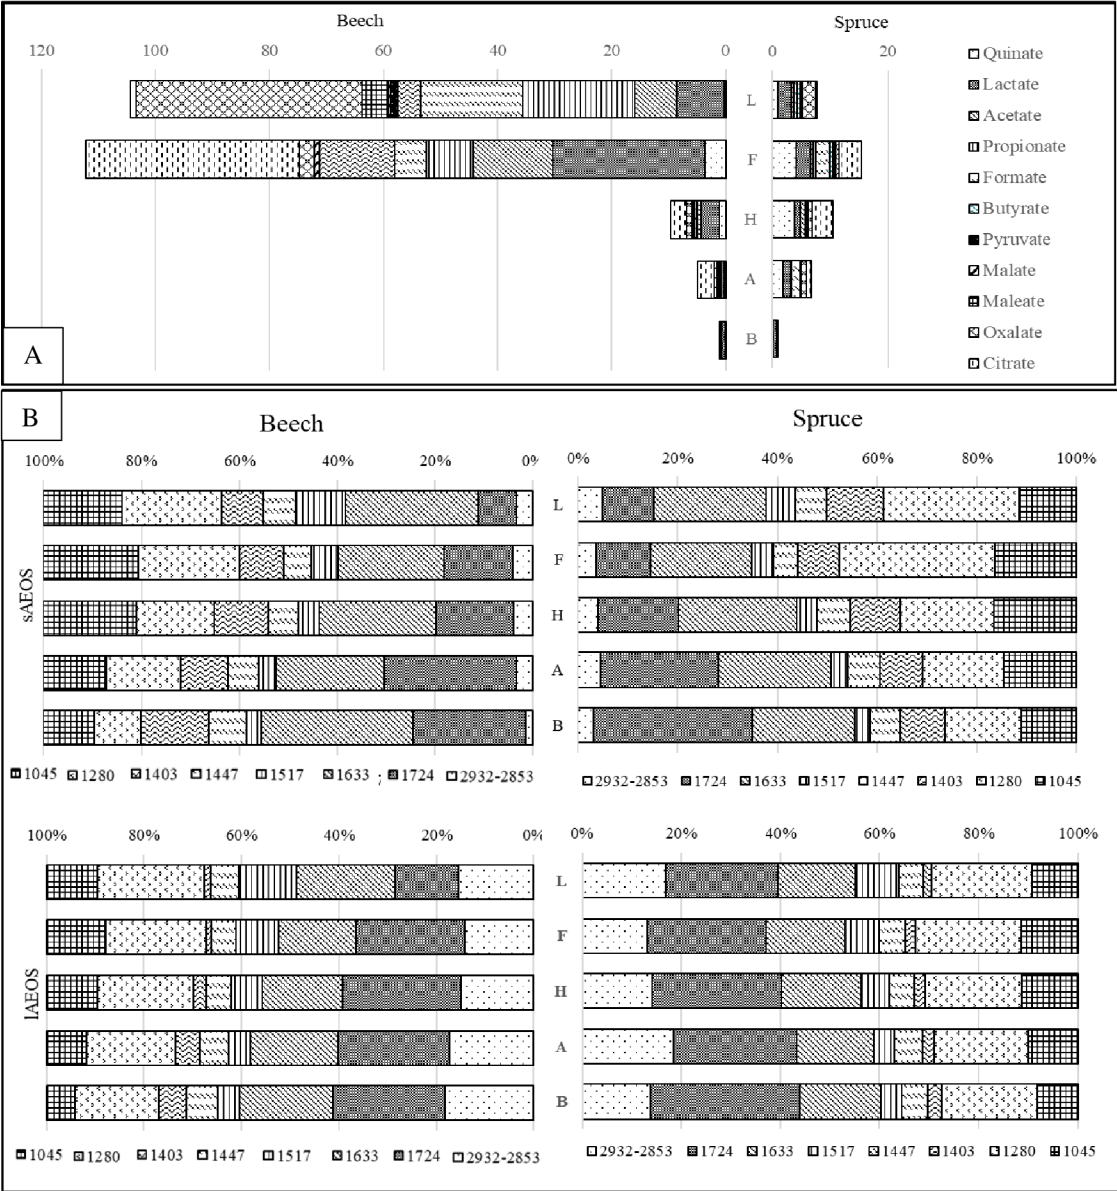 Beech Spruce
120 100 80 60 40 20 0 0 20
Quinate
Lactate
Acetate
Propionate
Formate
Butyrate
Pyruvate
Malate
Maleate
Oxalate
Citrate
L
F
H
A
B
A
B
Beech Spruce
100% 80% 60% 40% 20% 0% 0% 20% 40% 60% 80% 100%
sAEOS
L
F
H
A
B
1045 1280 1403 1447 1517 1633 ; 1724 2932-2853 2932-2853 1724 1633 1517 1447 1403 1280 1045
100% 80% 60% 40% 20% 0% 0% 20% 40% 60% 80% 100%
lAEOS
L
F
H
A
B
1045 1280 1403 1447 1517 1633 1724 2932-2853 2932-2853 1724 1633 1517 1447 1403 1280 1045